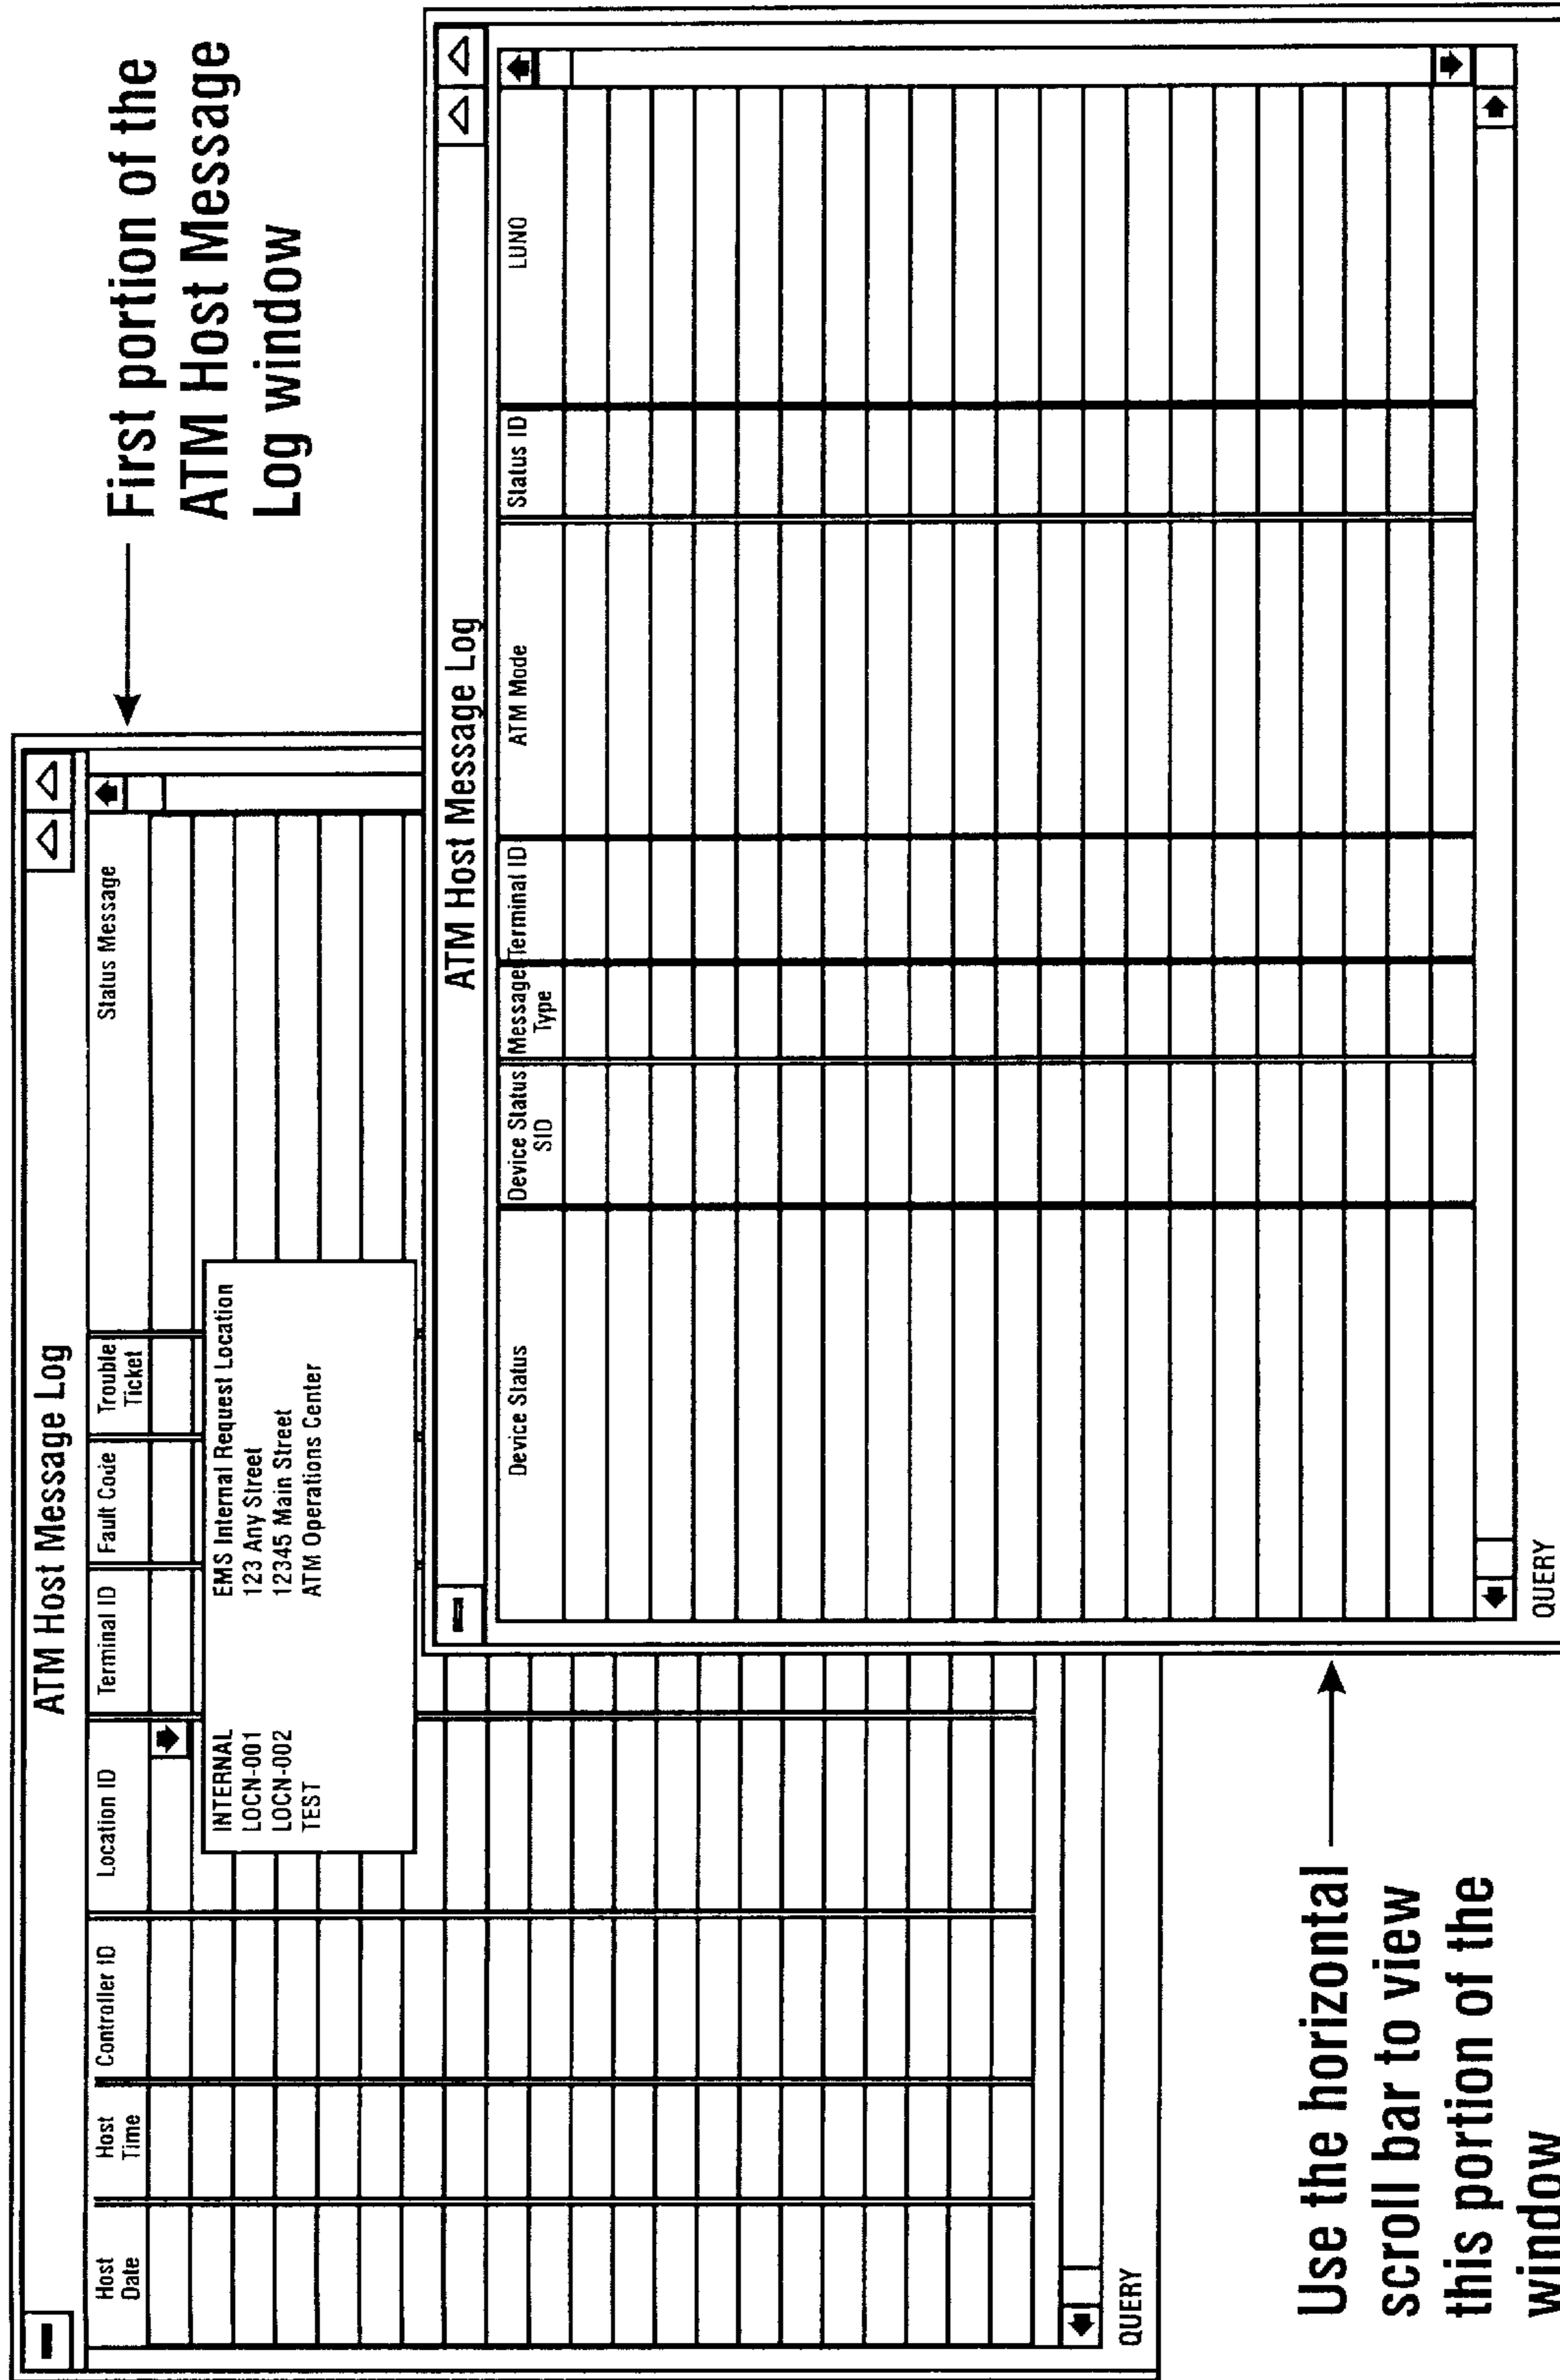 ATM Host Message Log
Host
Date
Host
Time
Controller ID
Location ID
Terminal ID
Fault Code
Trouble
Ticket
Status Message
INTERNAL EMS Internal Request Location
LOCN-001 123 Any Street
LOCN-002 12345 Main Street
TEST ATM Operations Center
QUERY
First portion of the
ATM Host Message
Log window
ATM Host Message Log
Device Status
Device Status
SID
Message
Type
Terminal ID
ATM Mode
Status ID
LUNO
QUERY
Use the horizontal
scroll bar to view
this portion of the
window